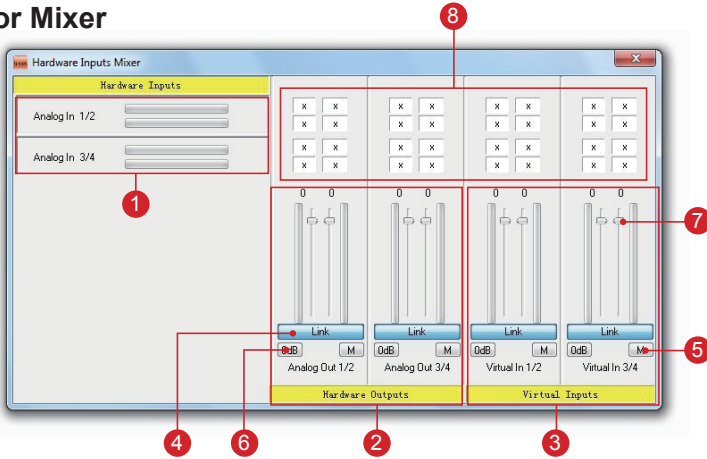 or Mixer
8
Hardware Inputs Mixer
x
Hardware Inputs
Analog In 1/2
Analog In 3/4
x x x x x x x x
x x x x x x x x
x x x x x x x x
x x x x x x x x
1
0 0 0 0 0 0 0 0
7
Link Link Link Link
0dB M 0dB M 0dB M 0dB M
5
Analog Out 1/2 Analog Out 3/4 Virtual In 1/2 Virtual In 3/4
Hardware Outputs Virtual Inputs
4 6 2 3